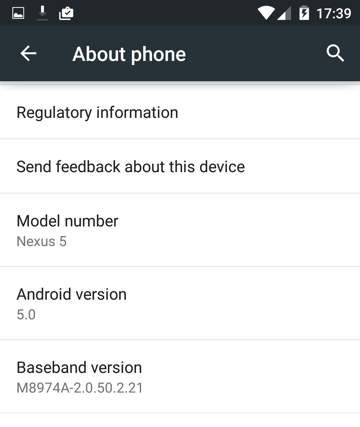 17:39
About phone
Regulatory information
Send feedback about this device
Model number
Nexus 5
Android version
5.0
Baseband version
M8974A-2.0.50.2.21